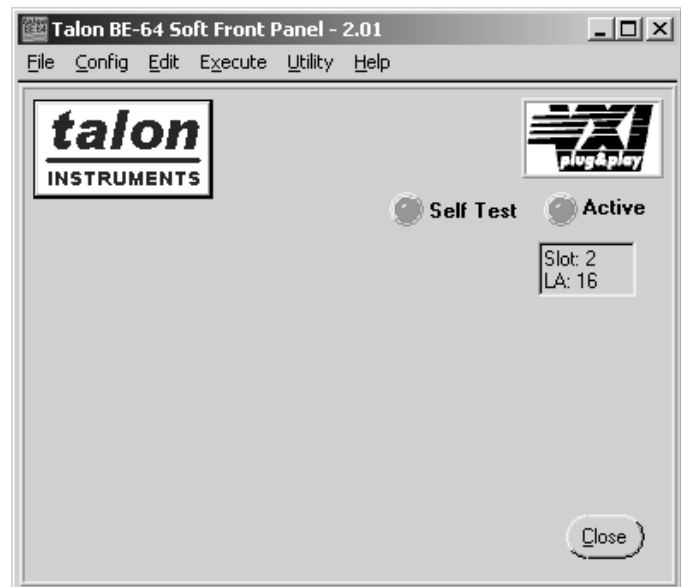 Talon BE-64 Soft Front Panel - 2.01
File Config Edit Execute Utility Help
talon
INSTRUMENTS
VXI
plug&play
Self Test
Active
Slot: 2
LA: 16
Close